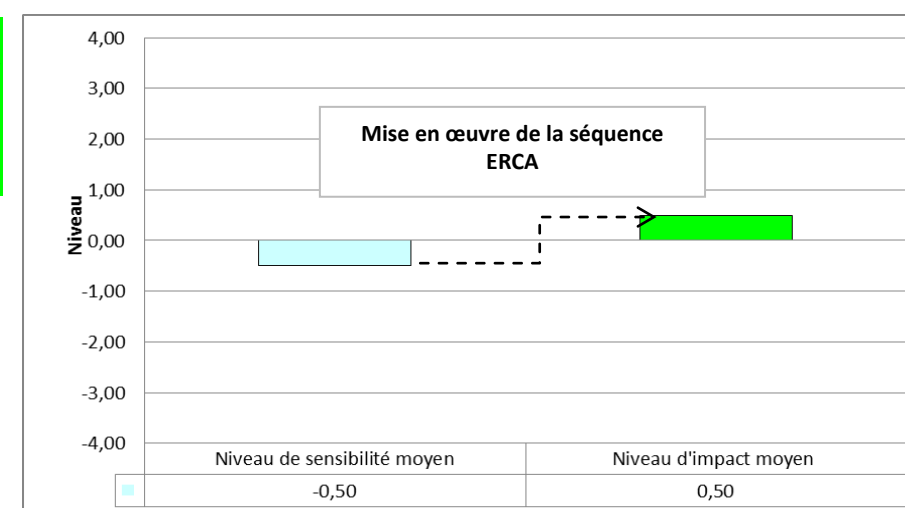 4,00
3,00
2,00
1,00
0,00
-1,00
-2,00
-3,00
-4,00
Niveau
Mise en œuvre de la séquence
ERCA
Niveau de sensibilité moyen Niveau d'impact moyen
-0,50 0,50